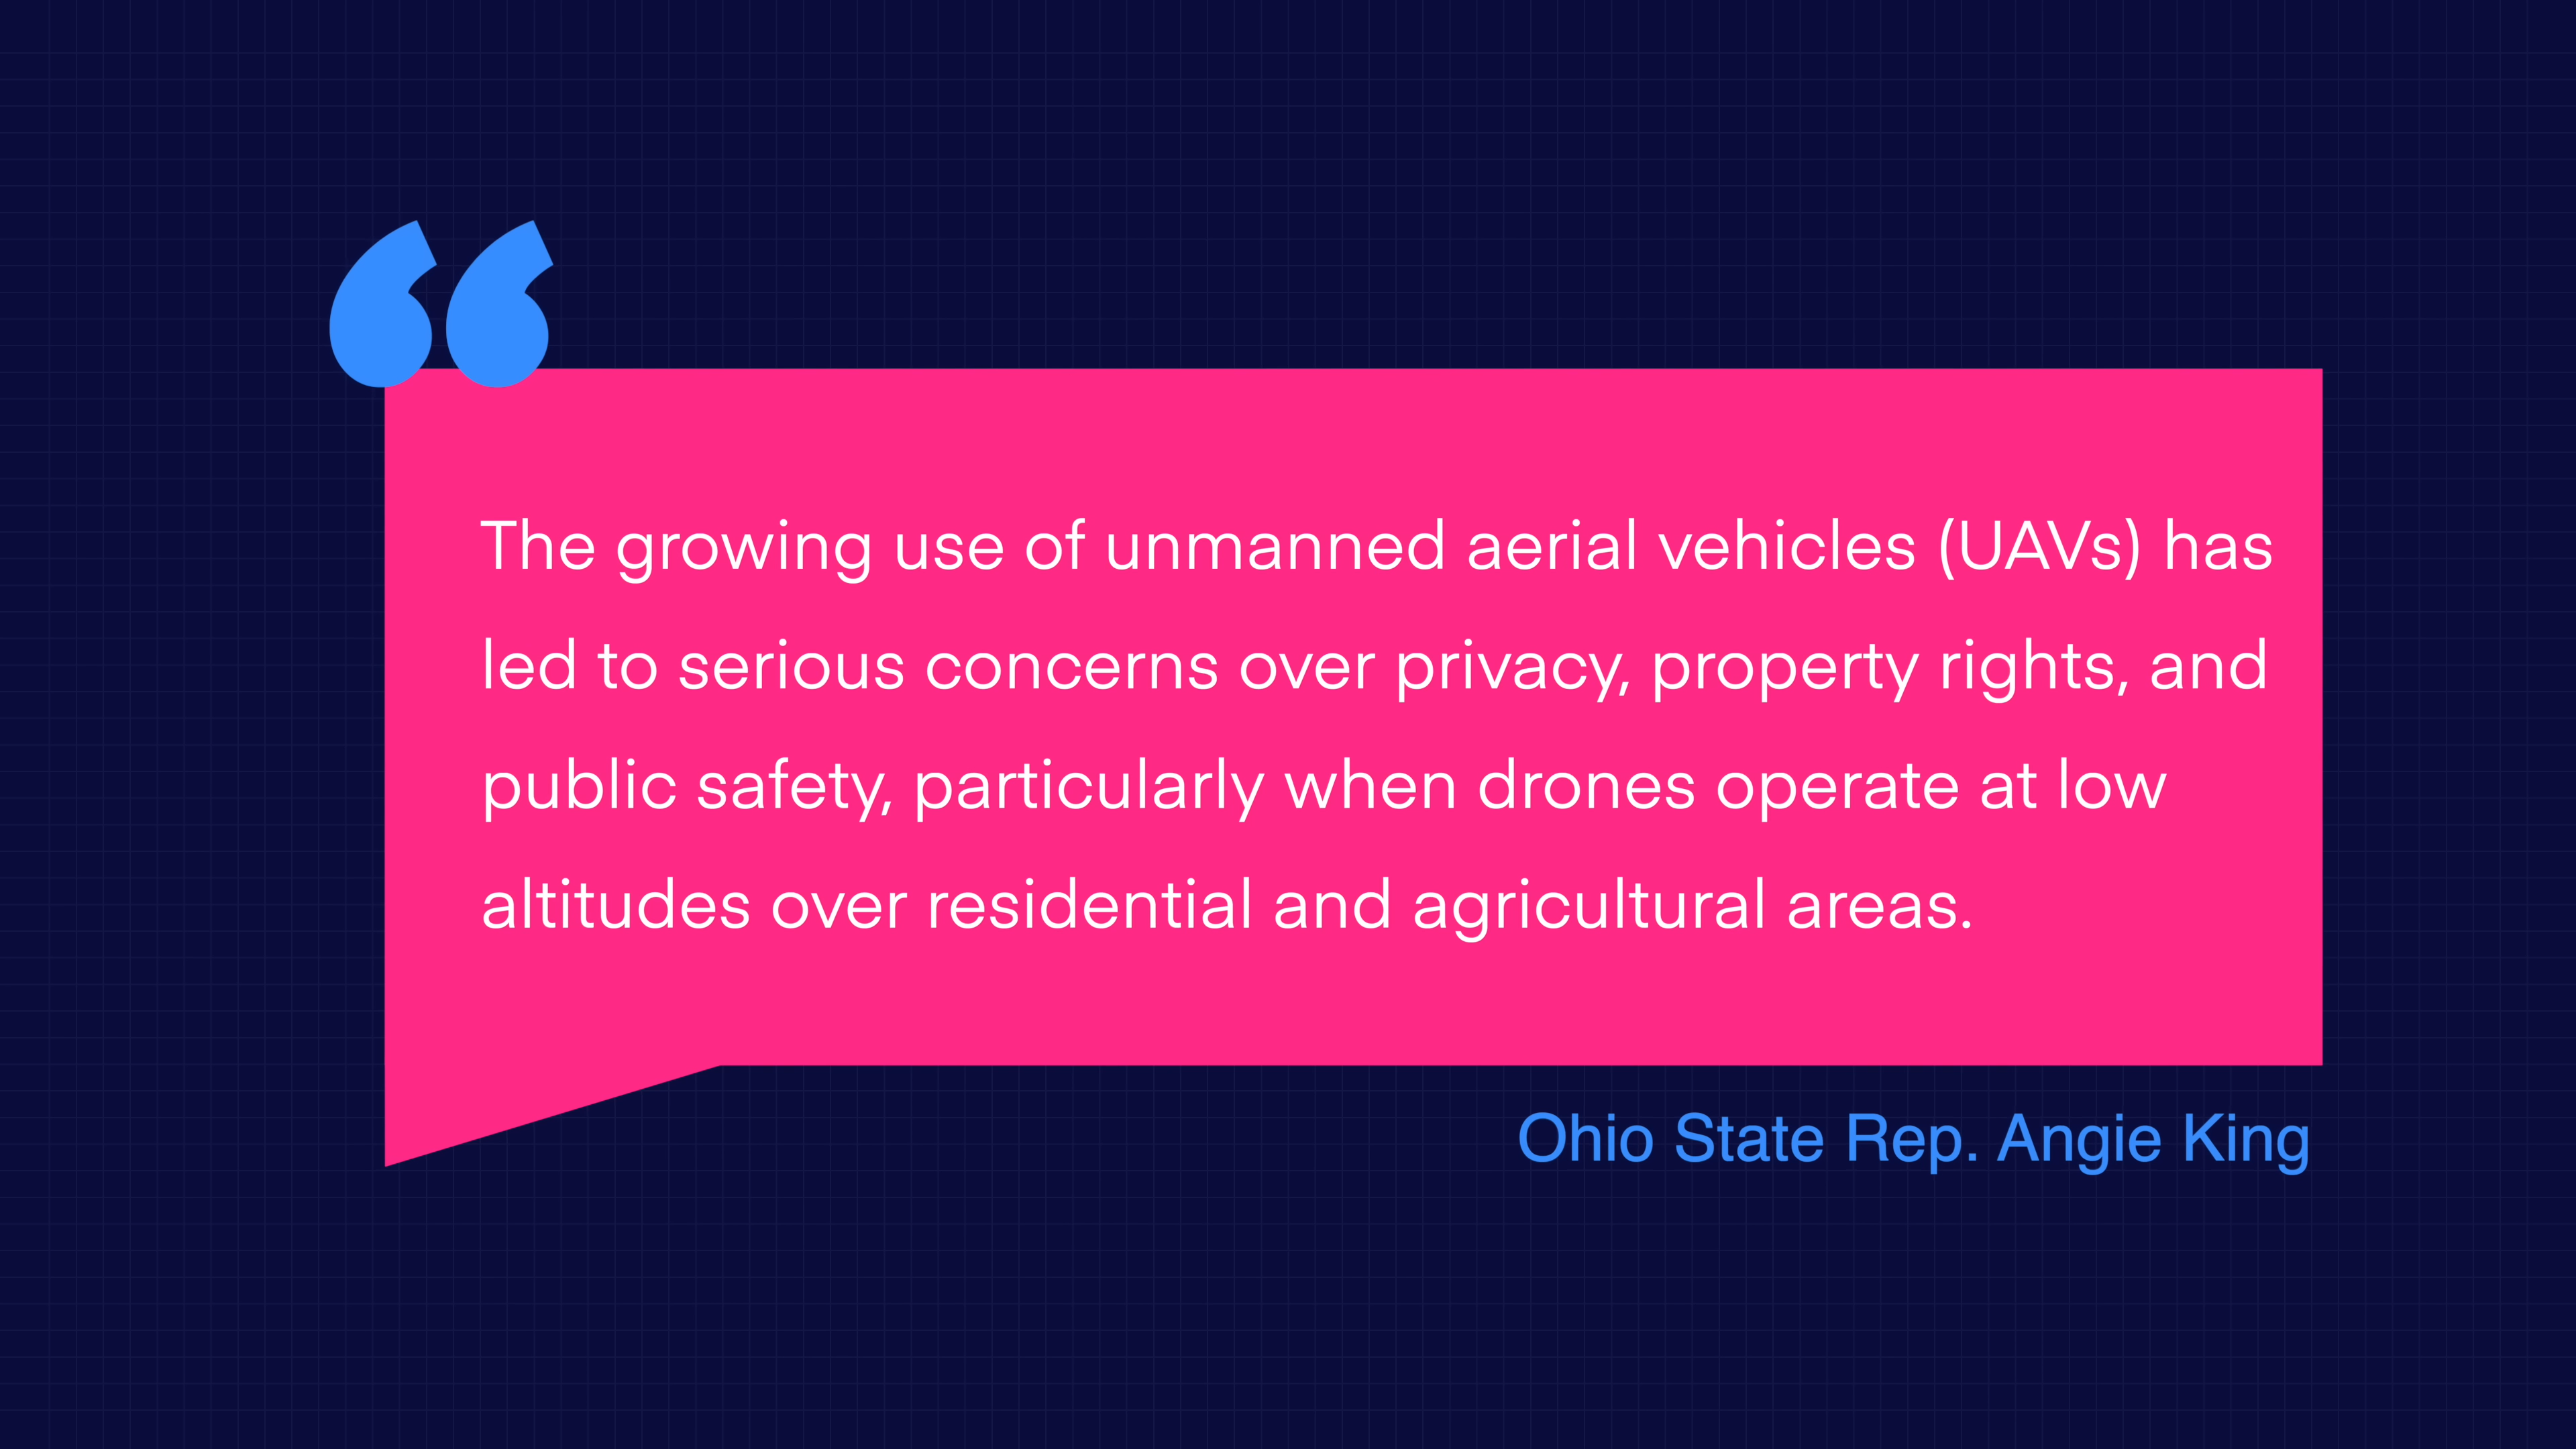 “
The growing use of unmanned aerial vehicles (UAVs) has
led to serious concerns over privacy, property rights, and
public safety, particularly when drones operate at low
altitudes over residential and agricultural areas.
Ohio State Rep. Angie King